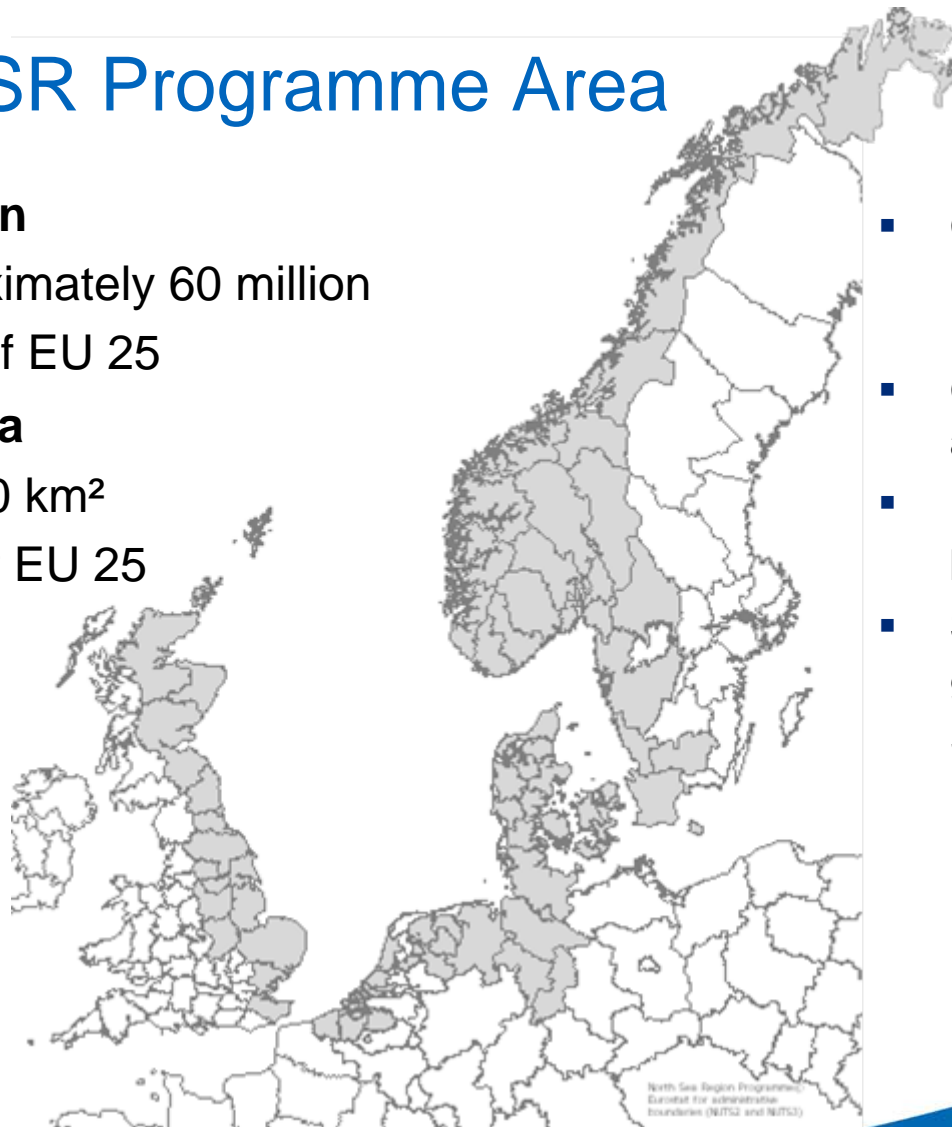 SR Programme Area
n
ximately 60 million
f EU 25
a
0 km²
EU 25
North Sea Region Programme©
Eurostat for administrative
boundaries (NUTS2 and NUTS3)